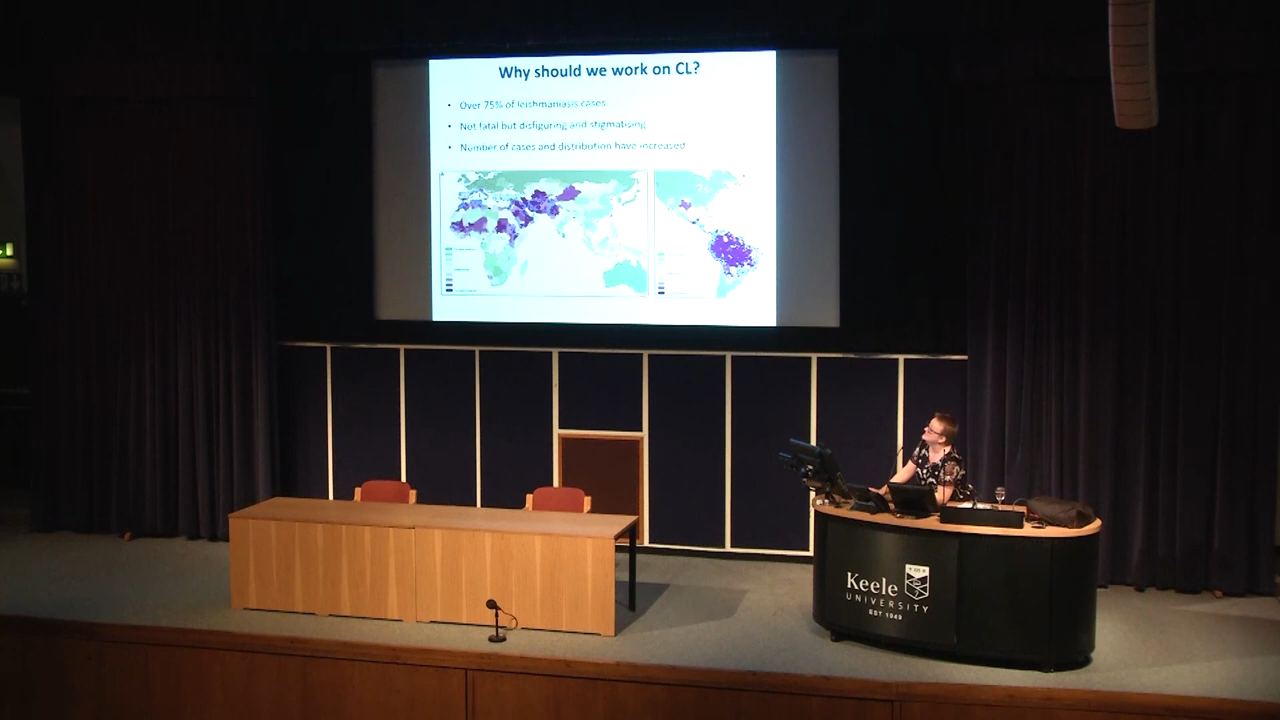 Why should we work on CL?
• Over 75% of leishmaniasis cases
• Not fatal but disfiguring and stigmatising
• Number of cases and distribution have increased
Keele
UNIVERSITY
EST 1949